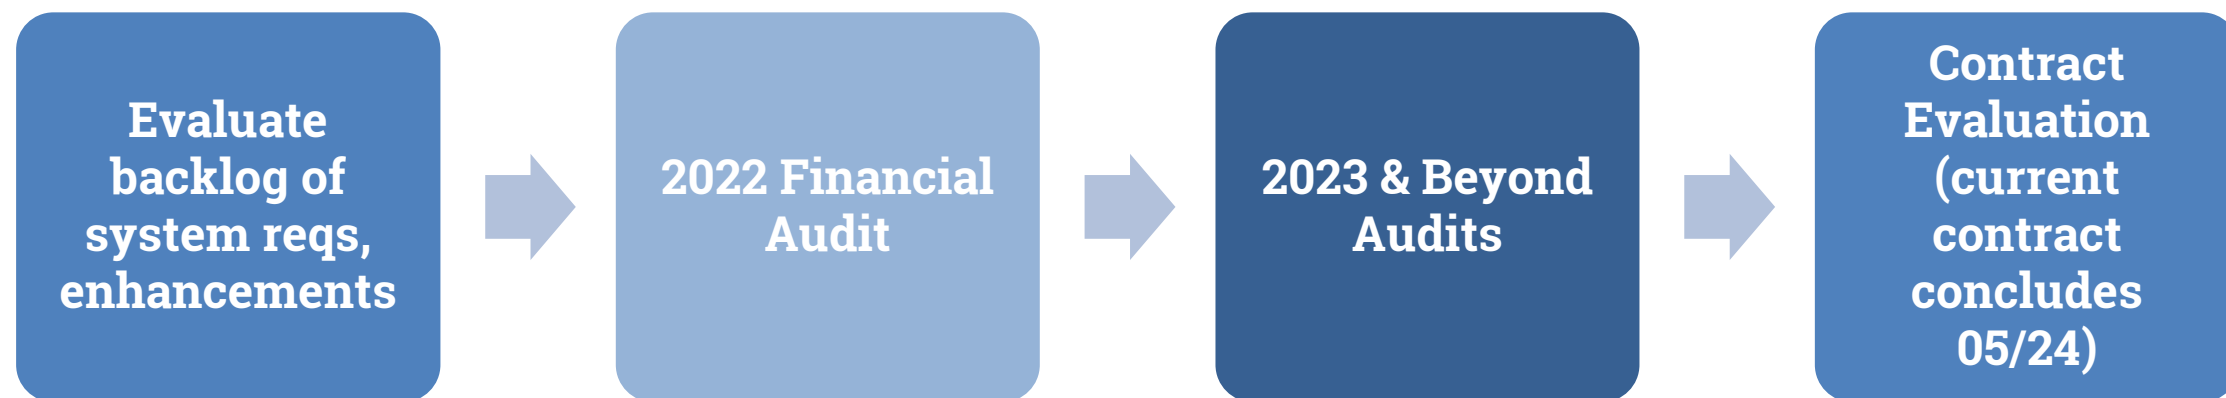 Evaluate
backlog of
system reqs,
enhancements
2022 Financial
Audit
2023 & Beyond
Audits
Contract
Evaluation
(current
contract
concludes
05/24)